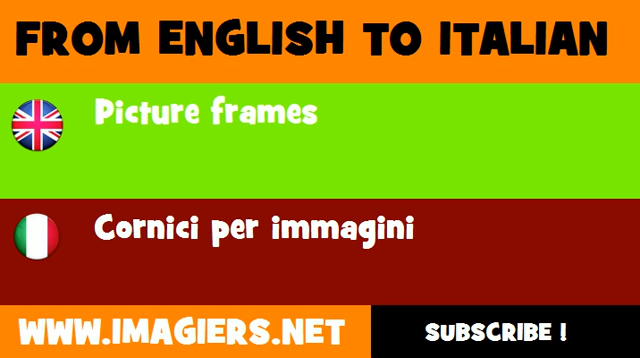 FROM ENGLISH TO ITALIAN
Picture frames
Cornici per immagini
WWW.IMAGIERS.NET
SUBSCRIBE !